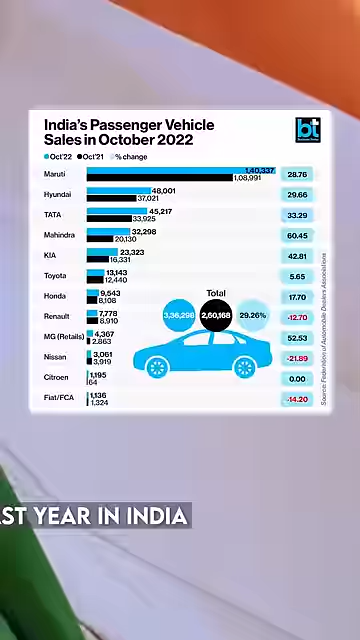 India's Passenger Vehicle
Sales in October 2022
bt
Oct'22 Oct'21 % change
Maruti 1,40,337 1,08,991 28.76
Hyundai 48,001 37,021 29.66
TATA 45,217 33,925 33.29
Mahindra 32,298 20,130 60.45
KIA 23,323 16,331 42.81
Toyota 13,143 12,440 5.65
Honda 9,543 8,108 17.70
Renault 7,778 8,910 -12.70
MG (Retails) 4,367 2,863 52.53
Nissan 3,061 3,919 -21.89
Citroen 1,195 64 0.00
Fiat/FCA 1,136 1,324 -14.20
Total
3,36,298 2,60,168 29.26%
Source: Federation of Automobile Dealers Associations
AST YEAR IN INDIA